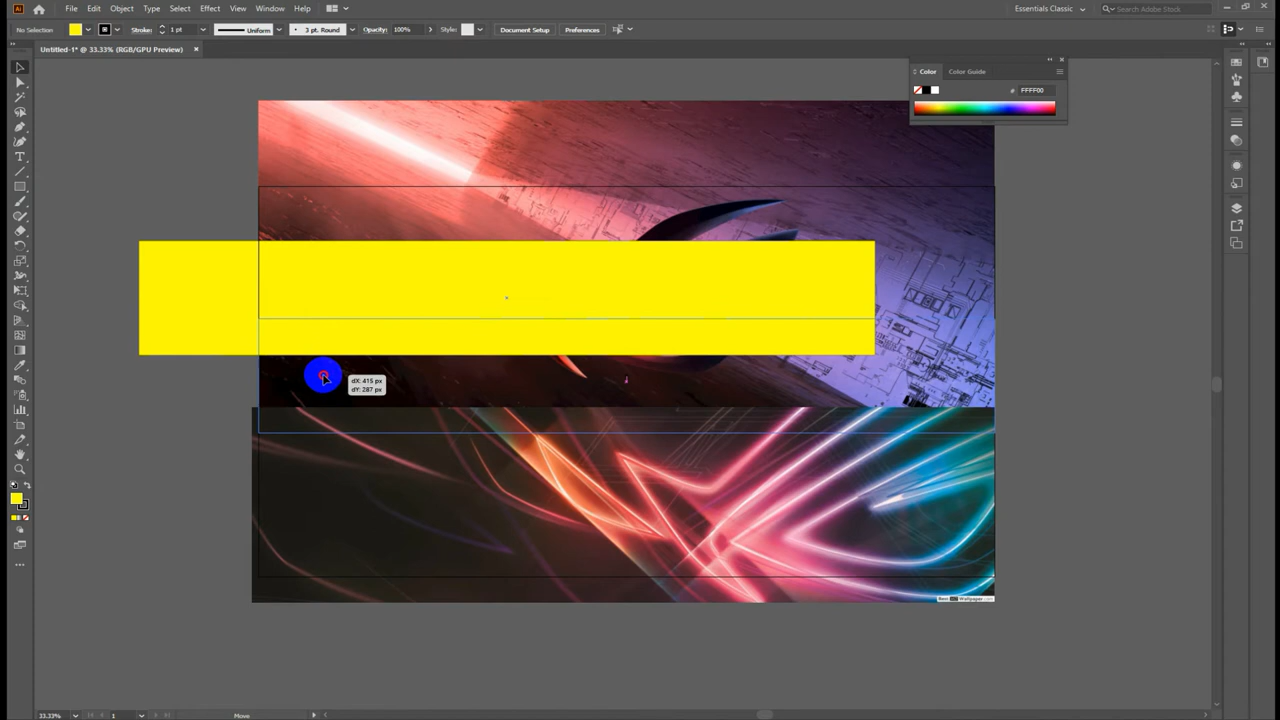 Ai File Edit Object Type Select Effect View Window Help Essentials Classic Search Adobe Stock
No Selection Stroke: 1 pt Uniform 3 pt. Round Opacity: 100% Style: Document Setup Preferences
Untitled-1* @ 33.33% (RGB/GPU Preview) ×
Color Color Guide
# FFFF00
dX: 415 px
dY: 287 px
33.33% 1 Move